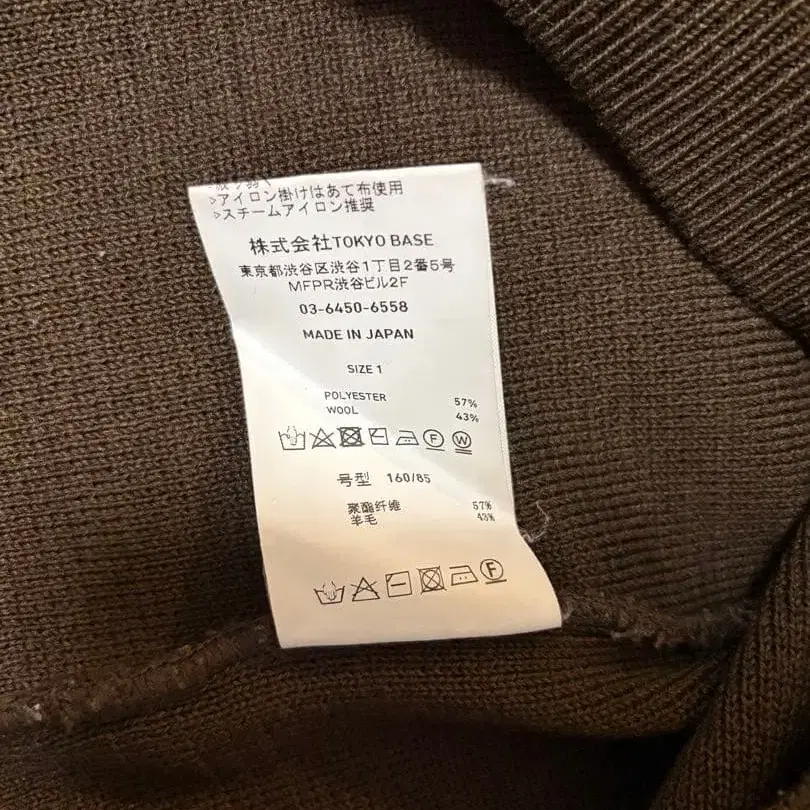 >アイロン掛けはあて布使用
>スチームアイロン推奨
株式会社TOKYO BASE
東京都渋谷区渋谷1丁目2番5号
MFPR渋谷ビル2F
03-6450-6558
MADE IN JAPAN
SIZE 1
POLYESTER 57%
WOOL 43%
F W
号型 160/85
聚酯纤维 57%
羊毛 43%
F